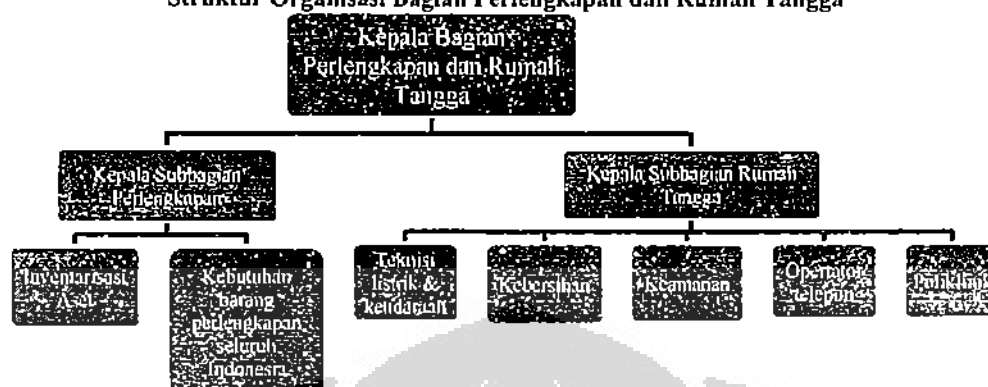 Struktur Organisasi Bagian Perlengkapan dan Rumah Tangga
Kepala Bagian
Perlengkapan dan Rumah
Tangga
Kepala Subbagian
Perlengkapan
Kepala Subbagian Rumah
Tangga
Inventarisasi
Aset
Kebutuhan
barang
perlengkapan
seluruh
Indonesia
Teknisi
listrik &
kendaraan
Kebersihan
Keamanan
Operator
telepon
Poliklinik